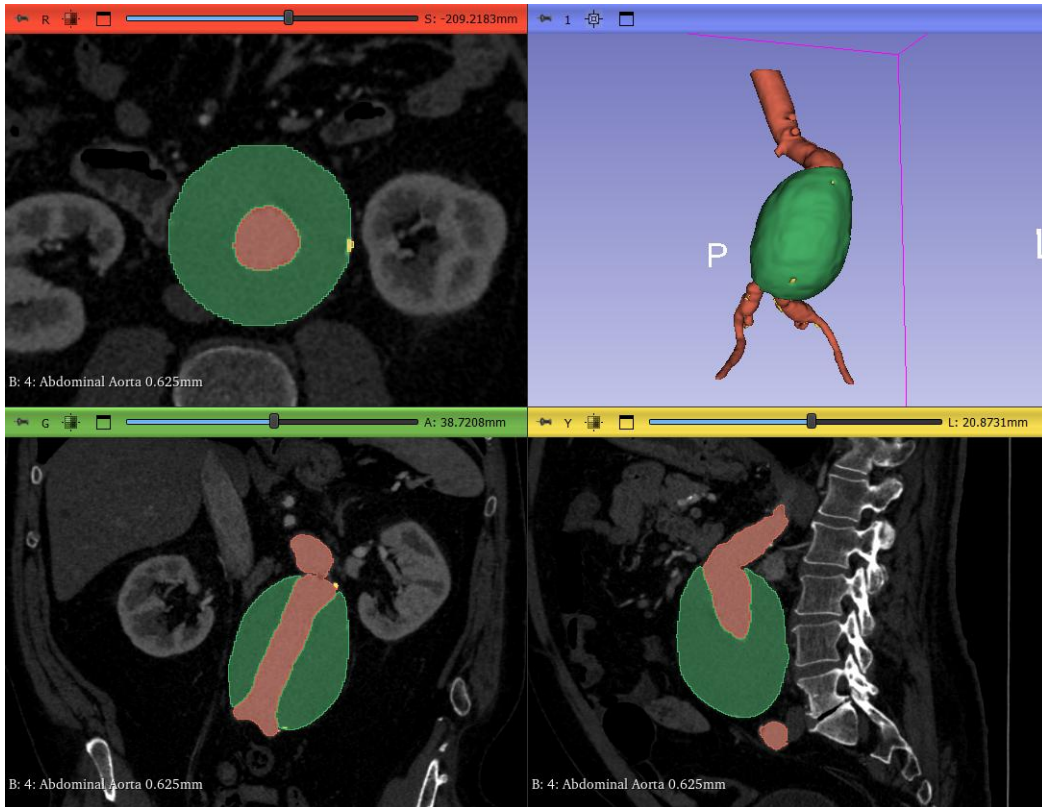 R S: -209.2183mm
1
P
L
B: 4: Abdominal Aorta 0.625mm
G A: 38.7208mm
Y L: 20.8731mm
B: 4: Abdominal Aorta 0.625mm
B: 4: Abdominal Aorta 0.625mm